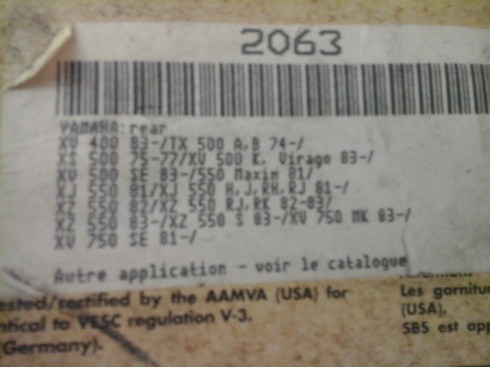 2063
YAMAHA: rear
XV 400 83-/TX 500 A,B 74-/
XS 500 75-77/XV 500 K, Virago 83-/
XV 500 SE 83-/550 Maxim 81/
XJ 550 81/XJ 550 H,J,RH,RJ 81-/
XZ 550 82/XZ 550 RJ,RK 82-83/
XZ 550 83-/XZ 550 S 83-/XV 750 MK 83-/
XV 750 SE 81-/
Autre application - voir le catalogue
ested/certified by the AAMVA (USA) for
ntical to VESC regulation V-3.
Germany).
Les garnitur
(USA),
SBS est app